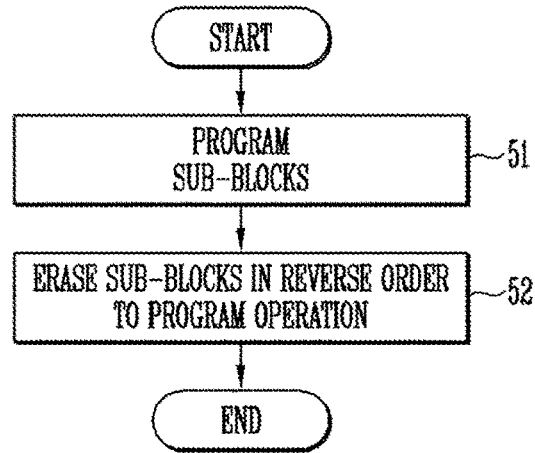 START
PROGRAM
SUB-BLOCKS
51
ERASE SUB-BLOCKS IN REVERSE ORDER
TO PROGRAM OPERATION
52
END